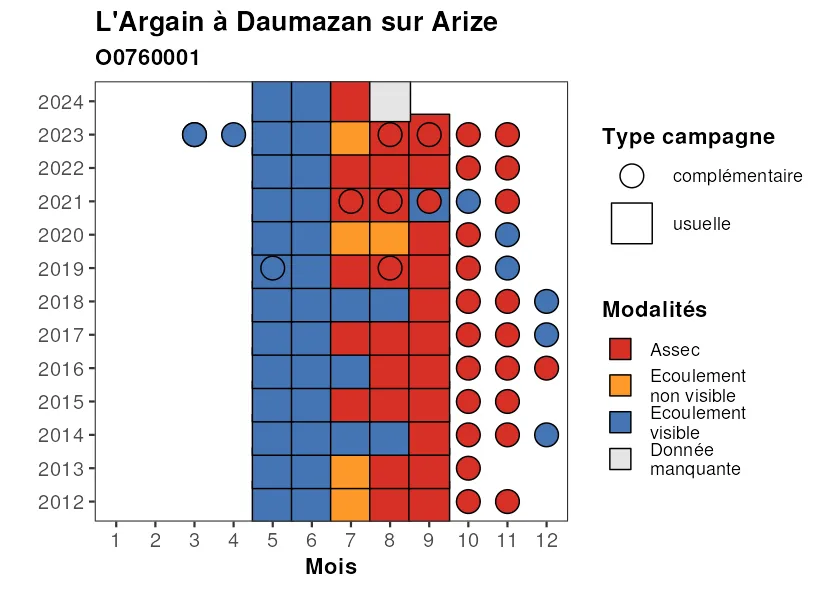 L'Argain à Daumazan sur Arize
O0760001
2024
2023
2022
2021
2020
2019
2018
2017
2016
2015
2014
2013
2012
1 2 3 4 5 6 7 8 9 10 11 12
Mois
Type campagne
complémentaire
usuelle
Modalités
Assec
Ecoulement
non visible
Ecoulement
visible
Donnée
manquante